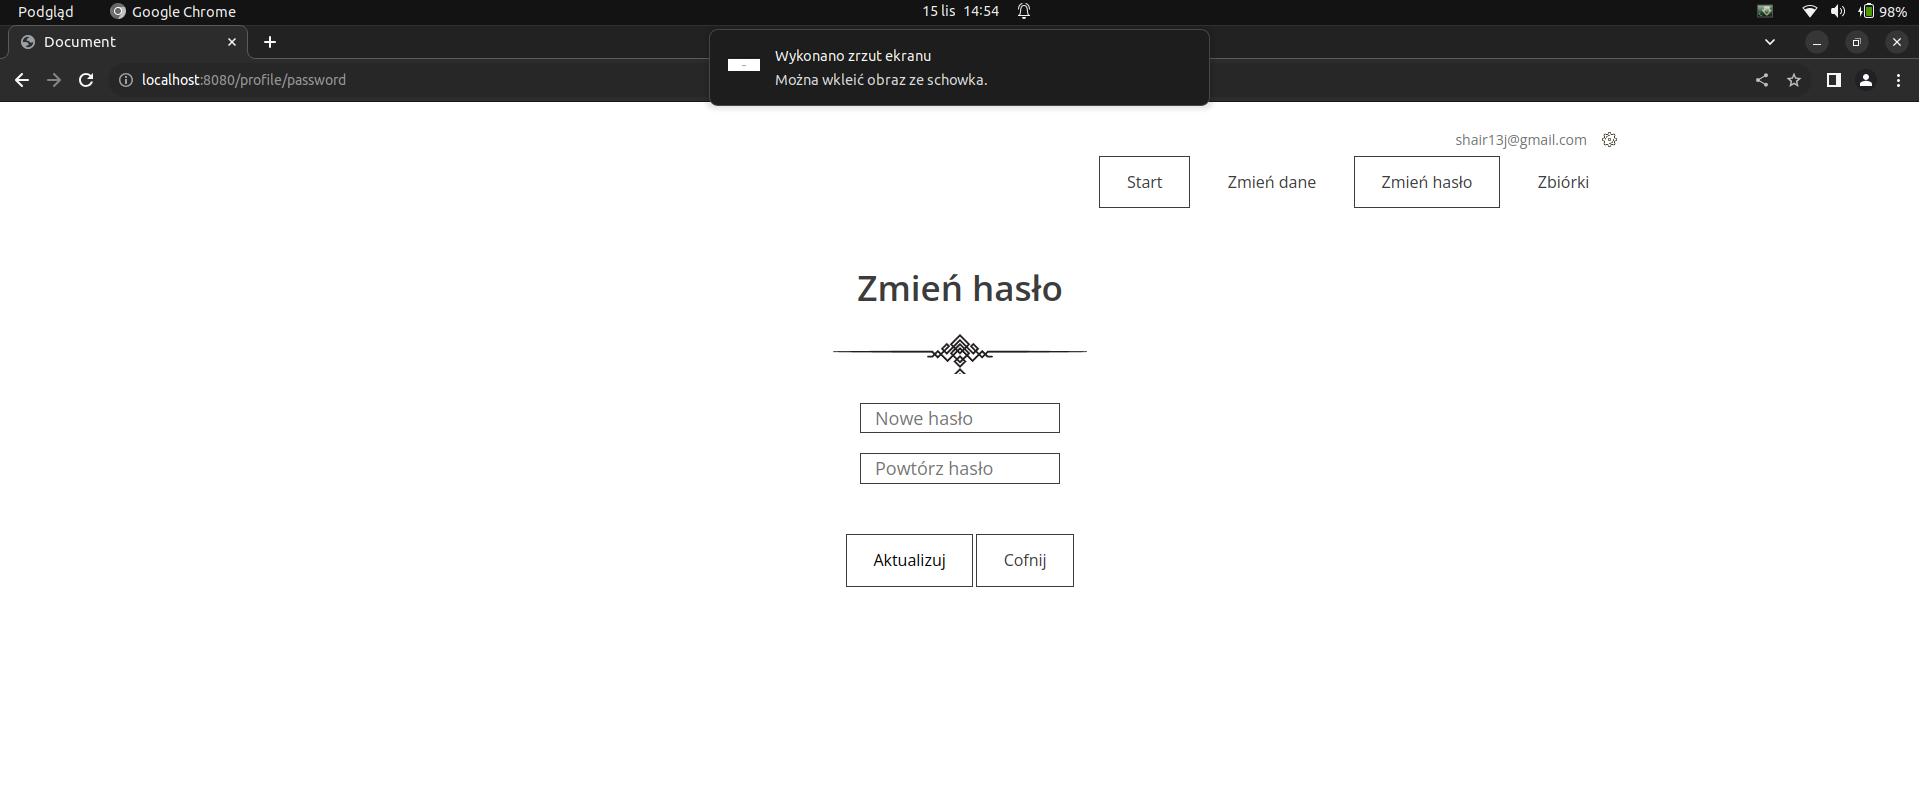 Podgląd Google Chrome 15 lis 14:54 98%
Document
Wykonano zrzut ekranu
Można wkleić obraz ze schowka.
localhost:8080/profile/password
shair13j@gmail.com
Start Zmień dane Zmień hasło Zbiórki
Zmień hasło
Nowe hasło
Powtórz hasło
Aktualizuj Cofnij